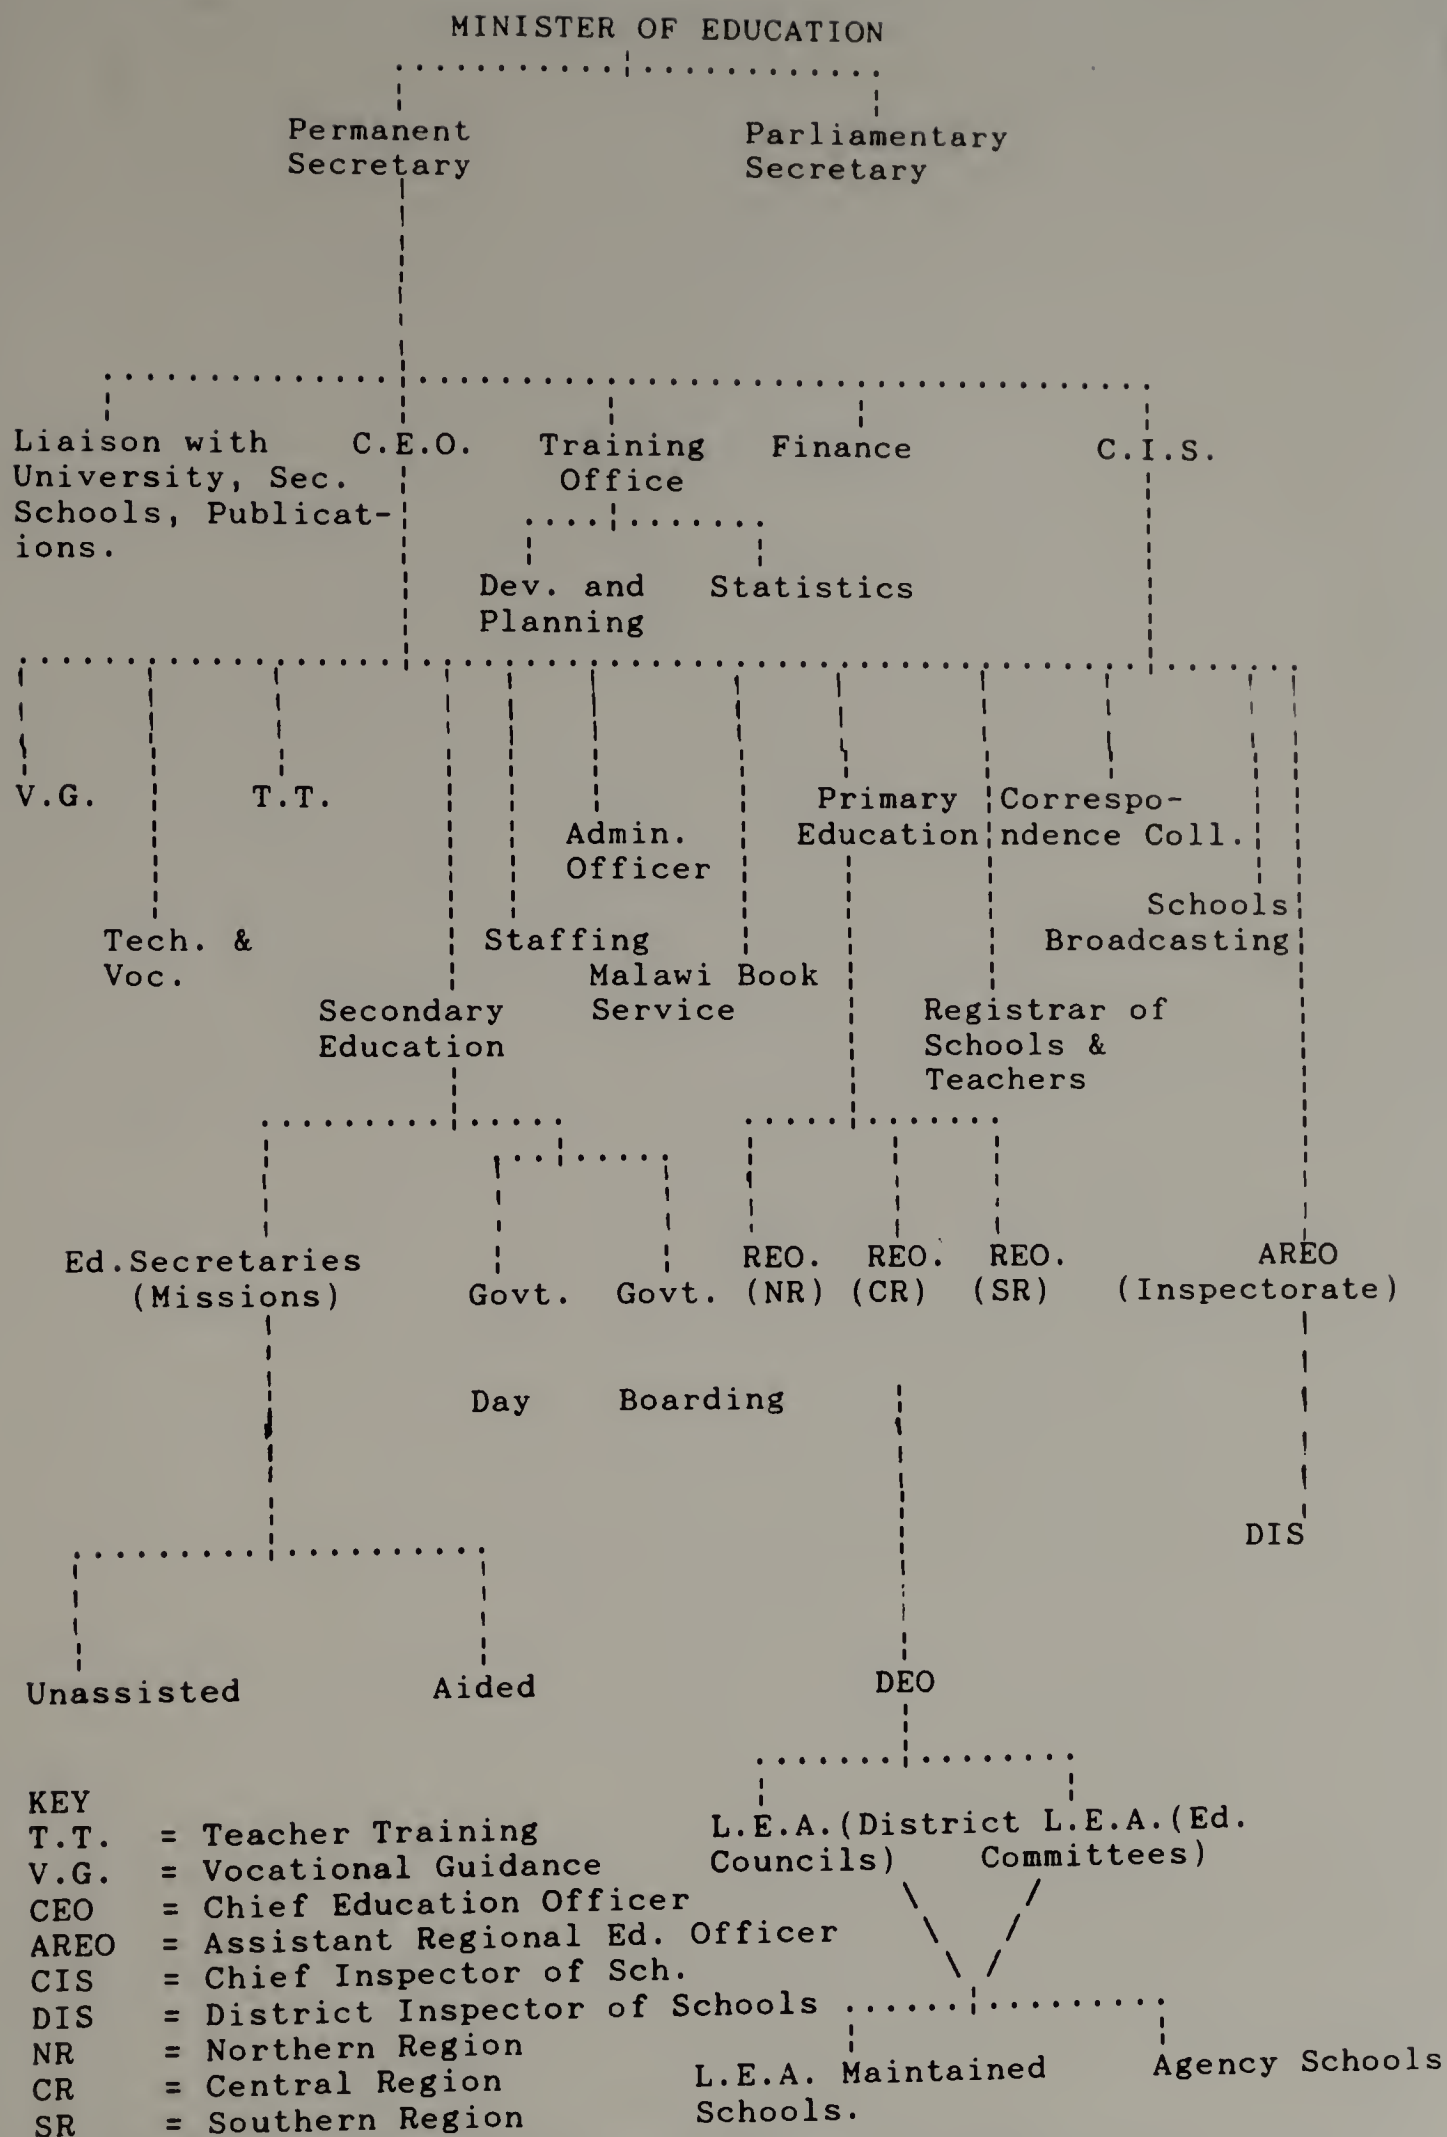 MINISTER OF EDUCATION
Permanent
Secretary
Parliamentary
Secretary
Liaison with
University, Sec.
Schools, Publicat-
ions.
C.E.O.
Training
Office
Finance
C.I.S.
Dev. and
Planning
Statistics
V.G.
Tech. &
Voc.
T.T.
Secondary
Education
Staffing
Admin.
Officer
Malawi Book
Service
Primary
Education
Registrar of
Schools &
Teachers
Correspo-
ndence Coll.
Schools
Broadcasting
Ed.Secretaries
(Missions)
Govt.
Day
Govt.
Boarding
REO.
(NR)
REO.
(CR)
REO.
(SR)
AREO
(Inspectorate)
DIS
Unassisted
Aided
DEO
L.E.A.(District
Councils)
L.E.A.(Ed.
Committees)
L.E.A. Maintained
Schools.
Agency Schools
KEY
T.T. = Teacher Training
V.G. = Vocational Guidance
CEO = Chief Education Officer
AREO = Assistant Regional Ed. Officer
CIS = Chief Inspector of Sch.
DIS = District Inspector of Schools
NR = Northern Region
CR = Central Region
SR = Southern Region